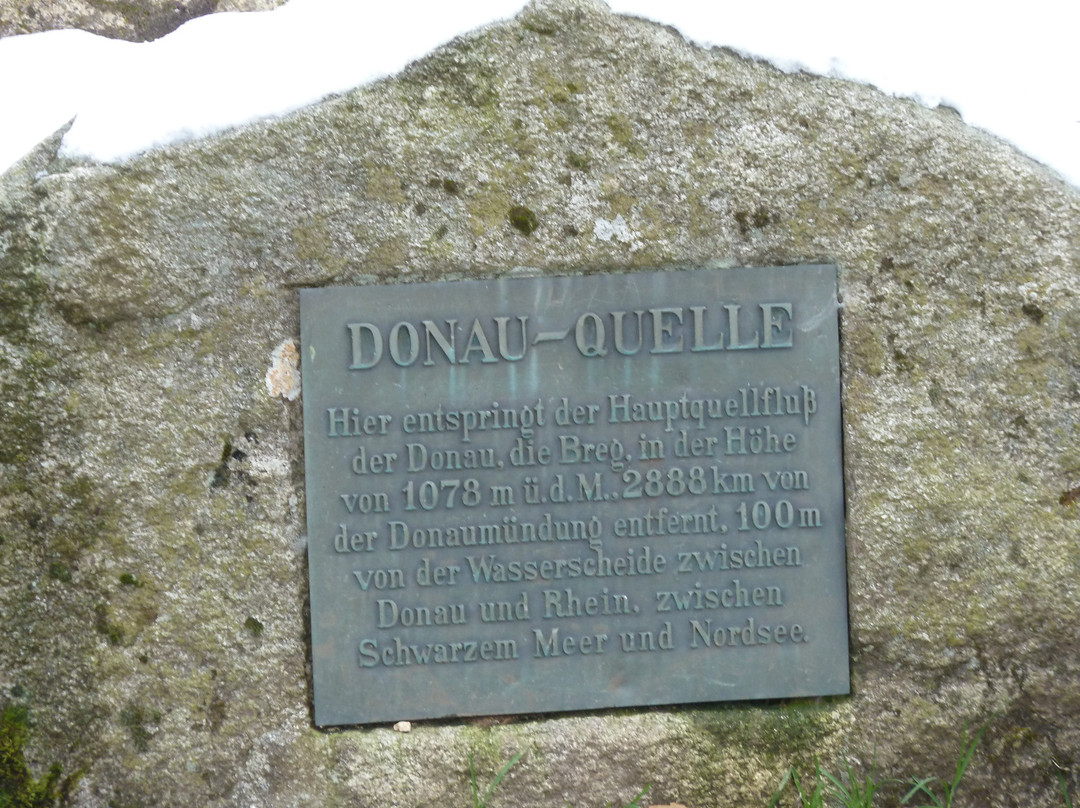 DONAU-QUELLE
Hier entspringt der Hauptquellfluß
der Donau, die Breg, in der Höhe
von 1078 m ü.d.M., 2888 km von
der Donaumündung entfernt, 100 m
von der Wasserscheide zwischen
Donau und Rhein, zwischen
Schwarzem Meer und Nordsee.